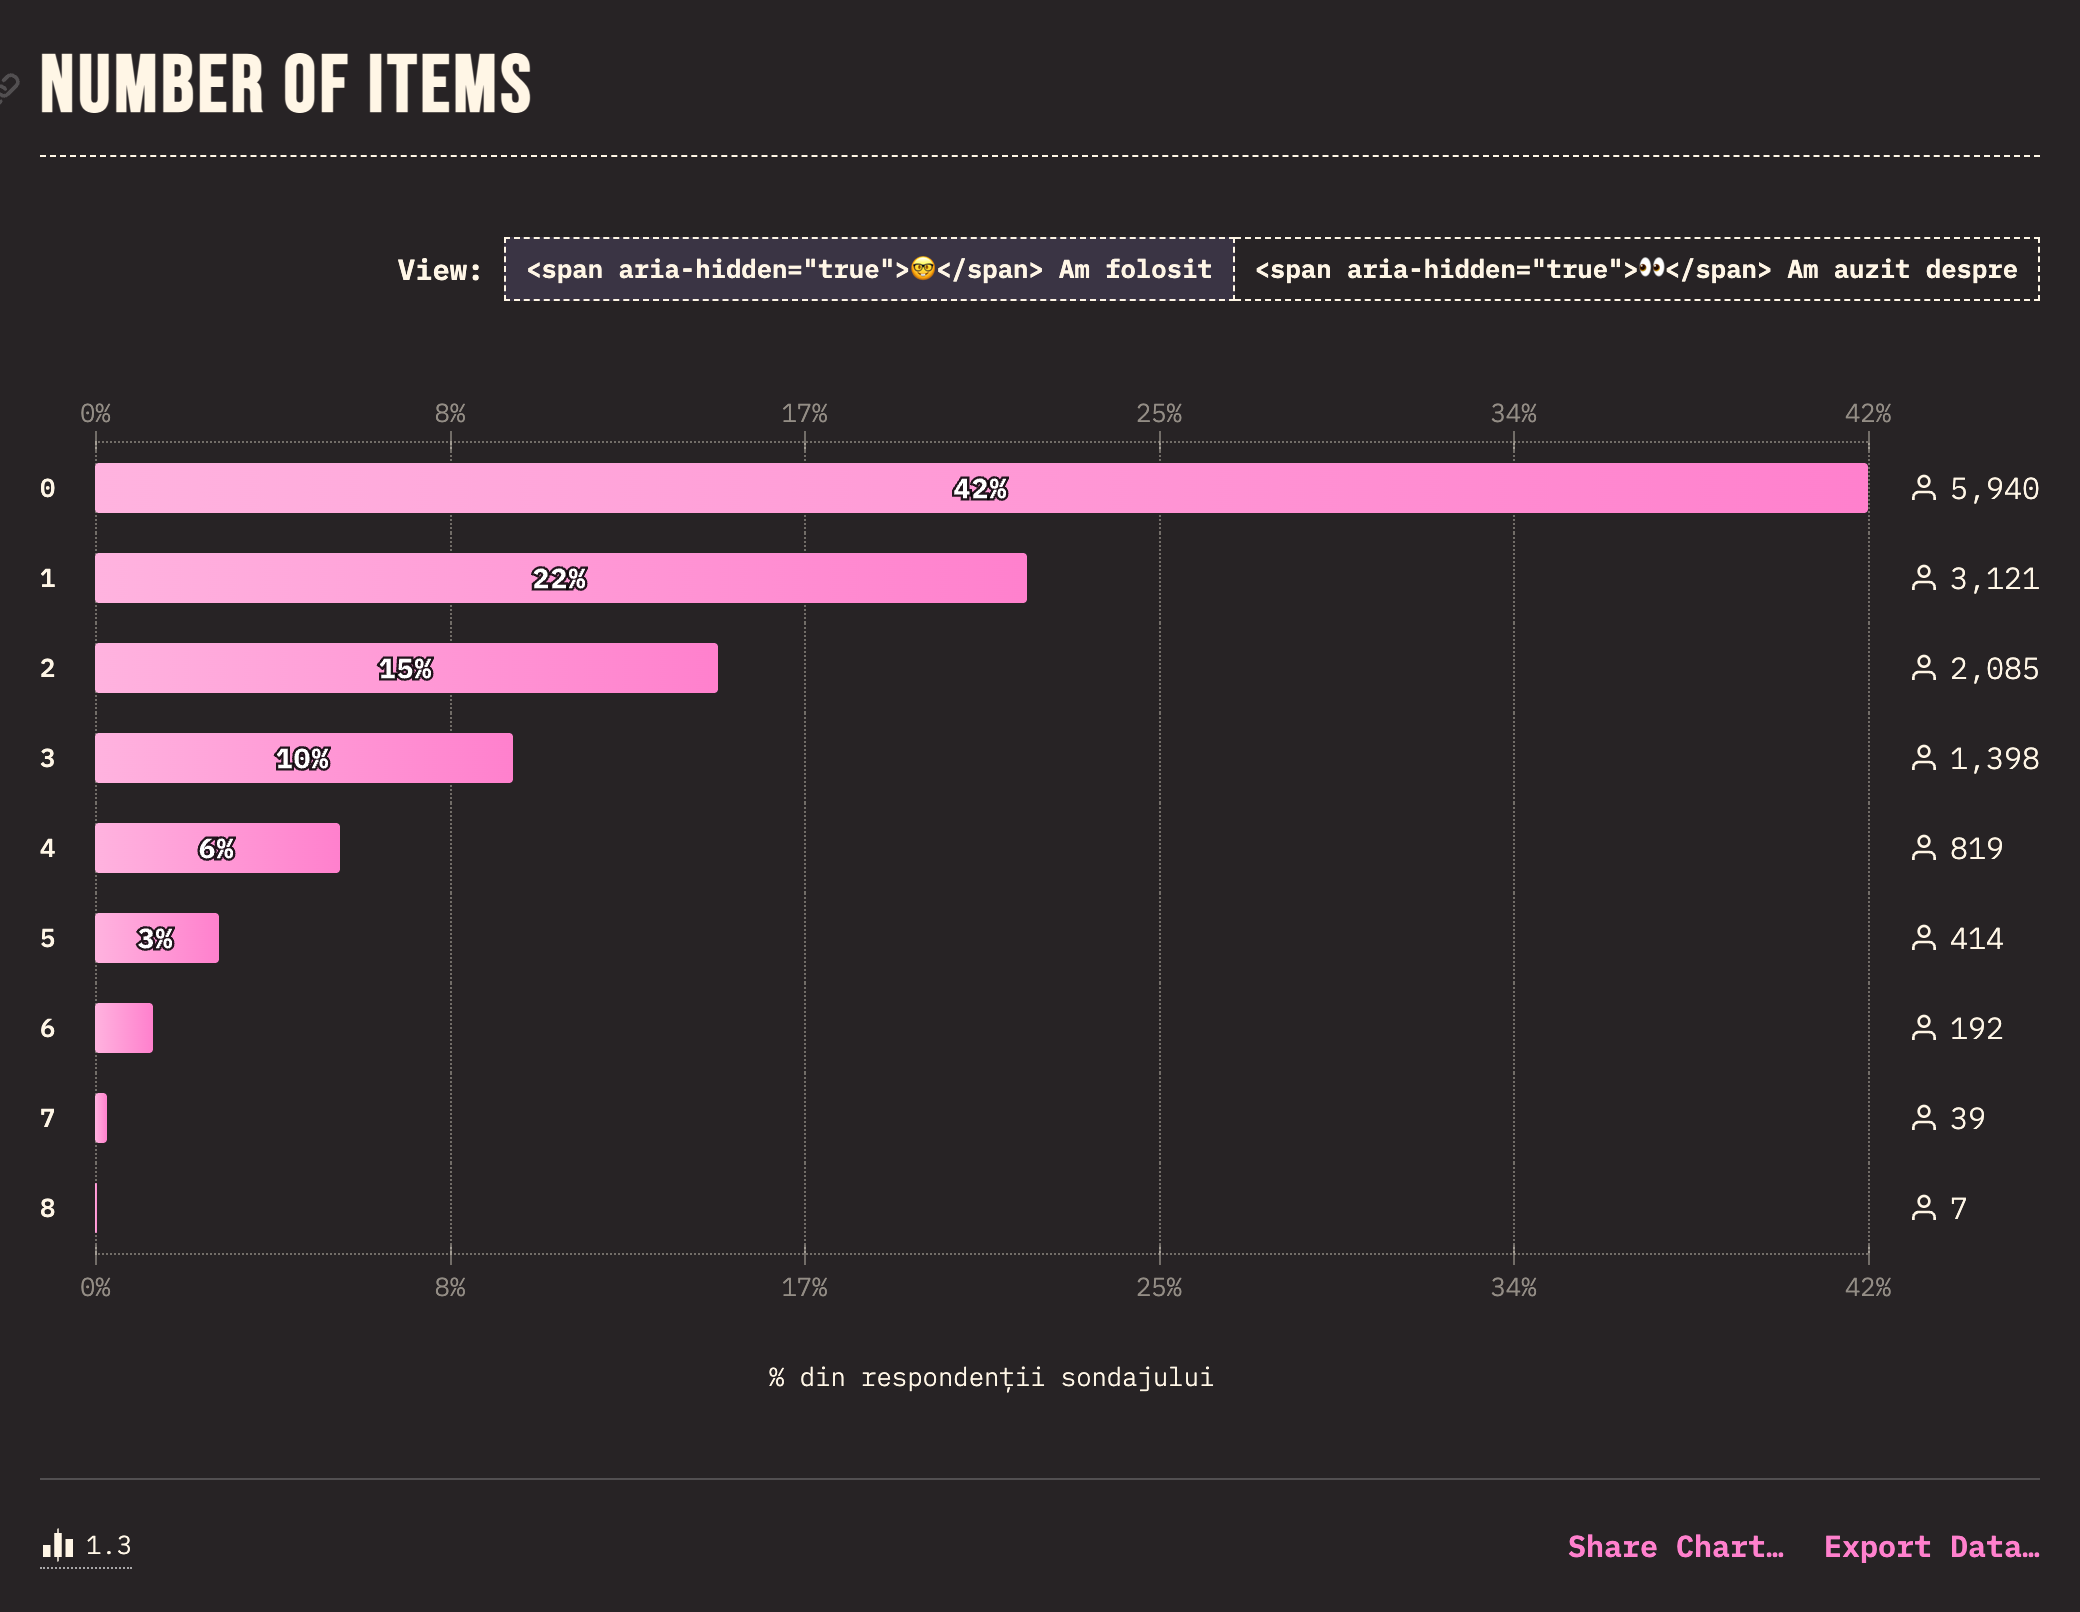 NUMBER OF ITEMS
View: <span aria-hidden="true">🤓</span> Am folosit <span aria-hidden="true">👀</span> Am auzit despre
0% 8% 17% 25% 34% 42%
0 42% 5,940
1 22% 3,121
2 15% 2,085
3 10% 1,398
4 6% 819
5 3% 414
6 192
7 39
8 7
0% 8% 17% 25% 34% 42%
% din respondenții sondajului
1.3 Share Chart… Export Data…